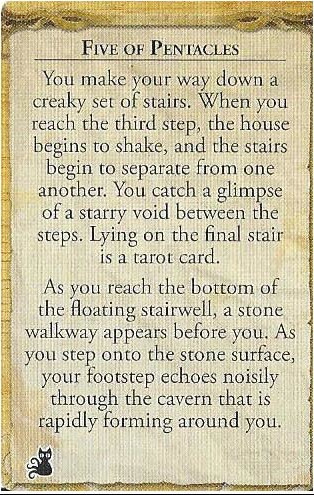 Five of Pentacles
You make your way down a
creaky set of stairs. When you
reach the third step, the house
begins to shake, and the stairs
begin to separate from one
another. You catch a glimpse
of a starry void between the
steps. Lying on the final stair
is a tarot card.
As you reach the bottom of
the floating stairwell, a stone
walkway appears before you. As
you step onto the stone surface,
your footstep echoes noisily
through the cavern that is
rapidly forming around you.